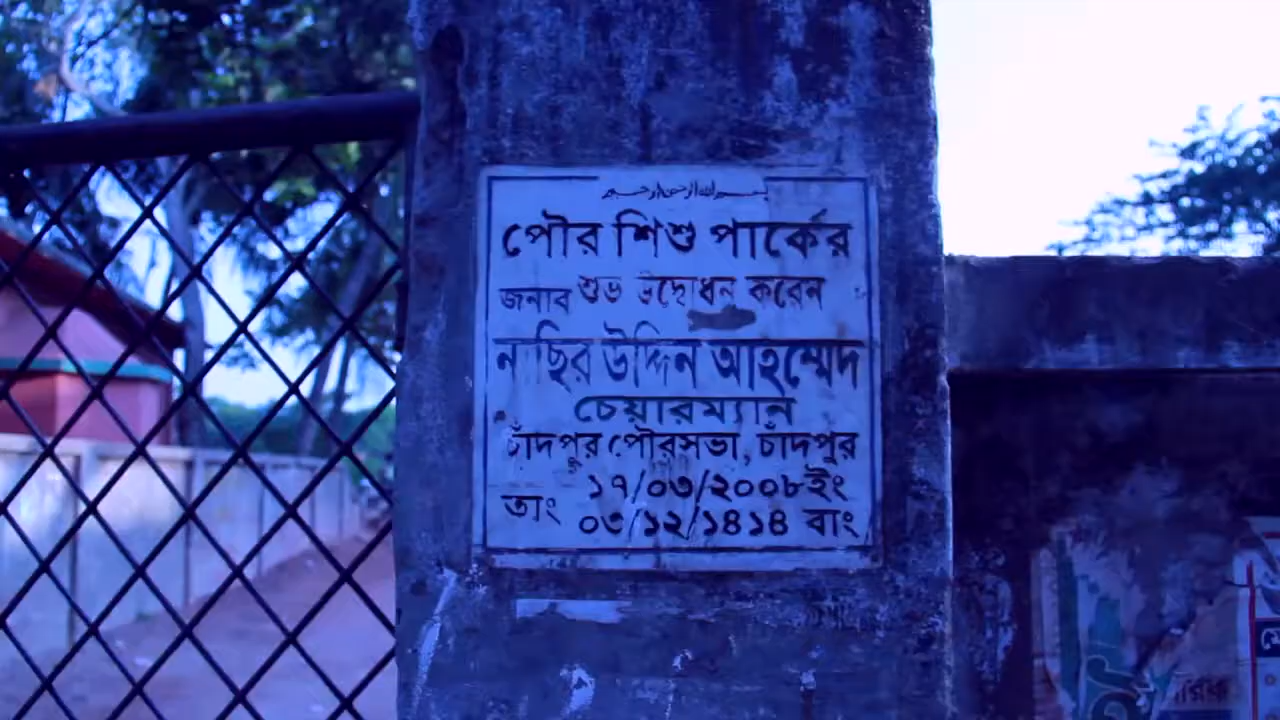 بسم الله الرحمن الرحيم
পৌর শিশু পার্কের
শুভ উদ্বোধন করেন
জনাব
নাছির উদ্দিন আহম্মেদ
চেয়ারম্যান
চাঁদপুর পৌরসভা, চাঁদপুর
তাং ১৭/০৩/২০০৮ইং
০৩/১২/১৪১৪ বাং